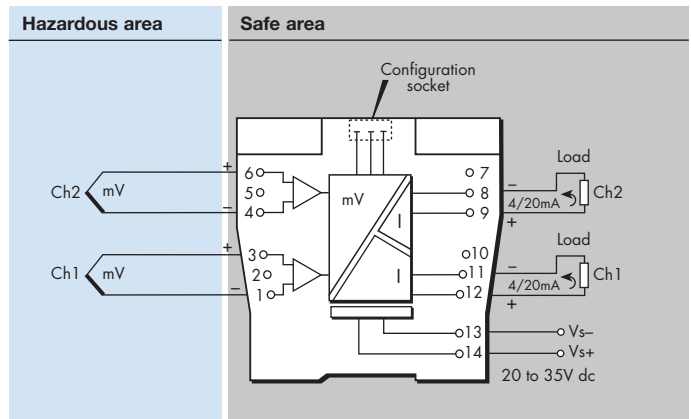 Hazardous area
Safe area
Configuration
socket
Load
Ch2
mV
+
6
5
4
–
mV
7
8
9
–
4/20mA
+
Ch2
I
Load
Ch1
mV
+
3
2
1
–
I
10
11
12
–
4/20mA
+
Ch1
13
Vs–
14
Vs+
20 to 35V dc